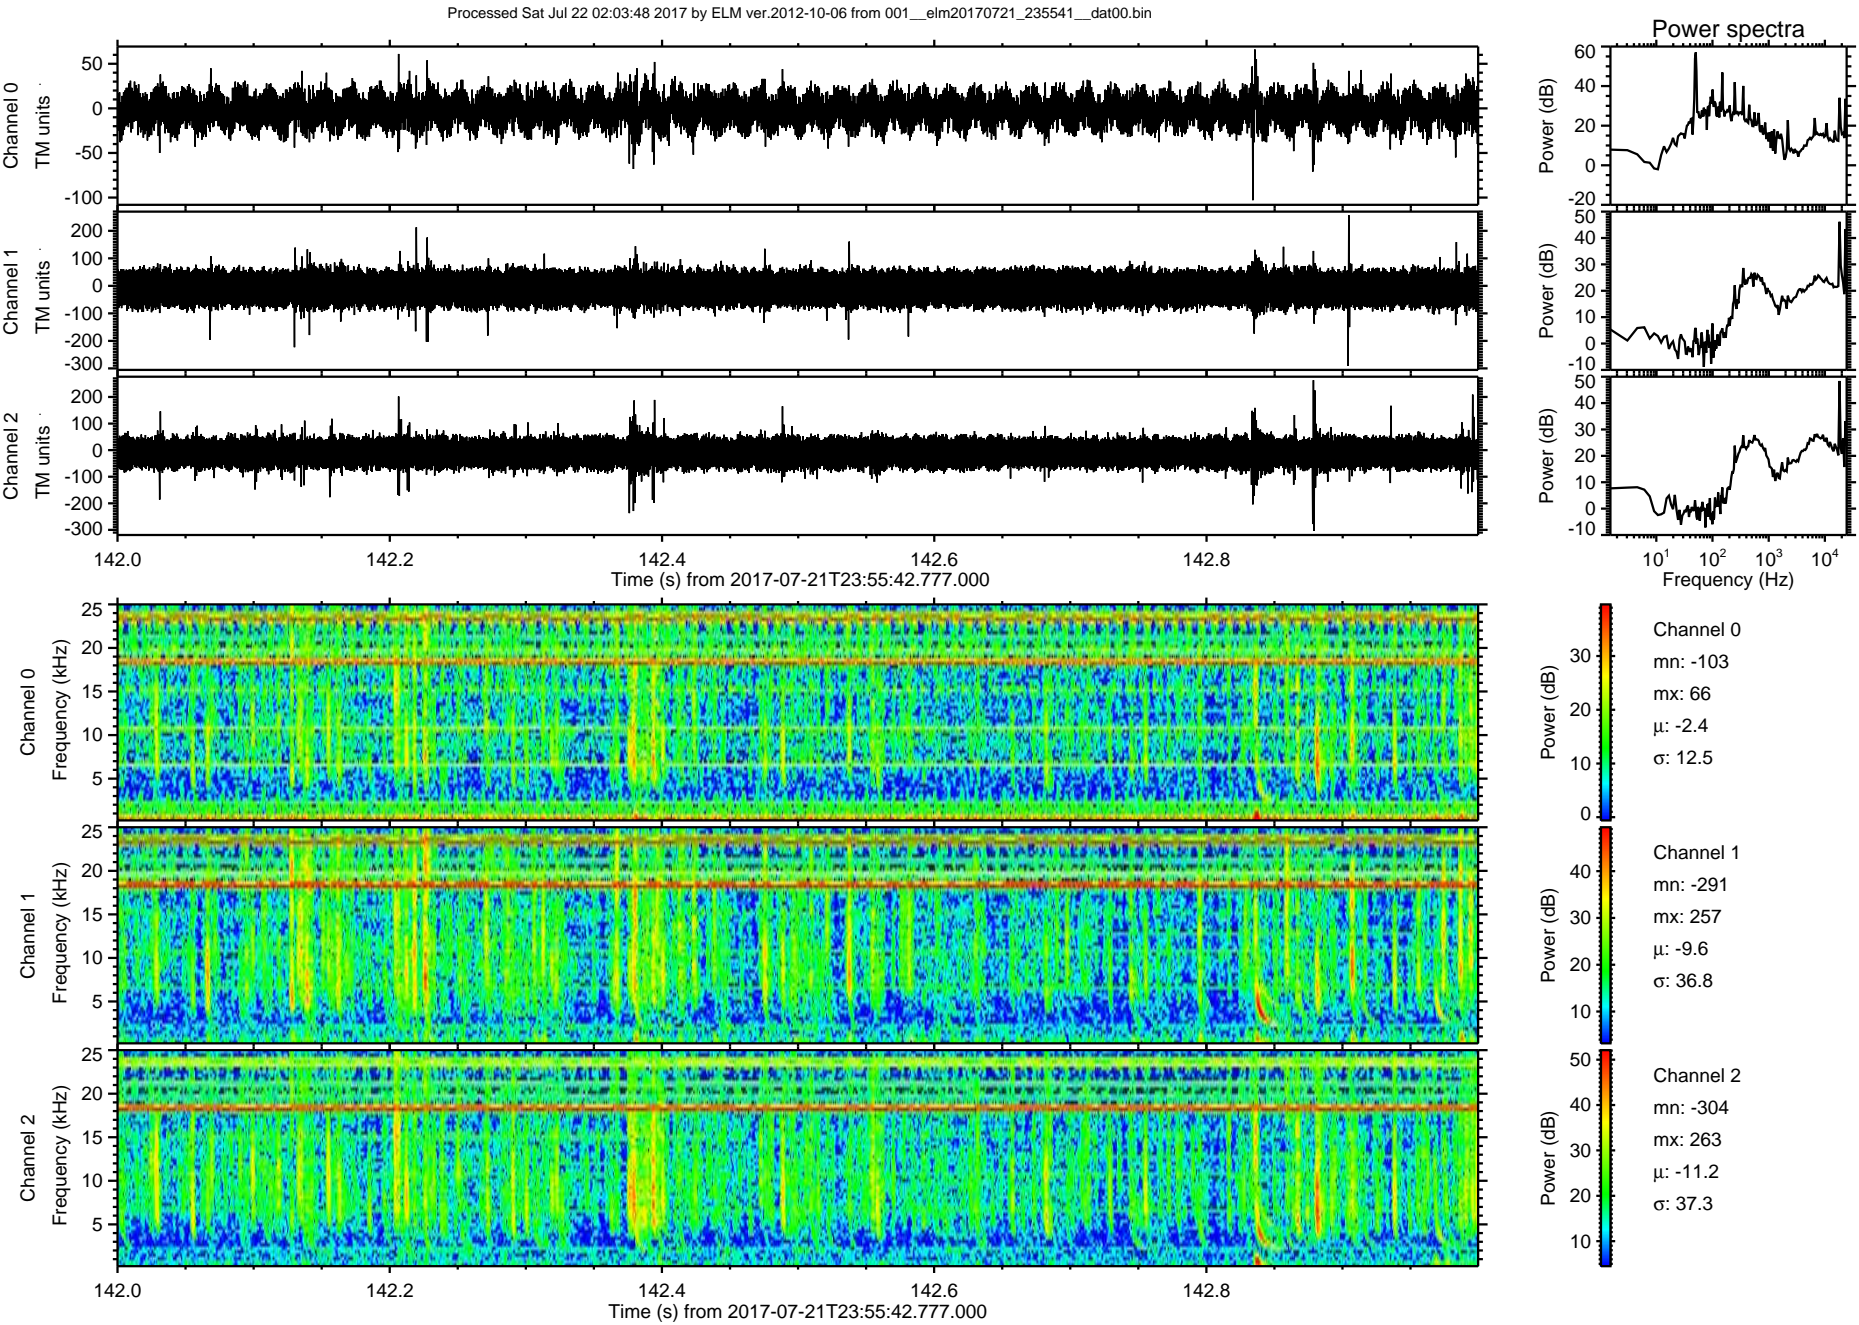 Processed Sat Jul 22 02:03:48 2017 by ELM ver.2012-10-06 from 001__elm20170721_235541__dat00.bin
Power spectra
Channel 0
TM units
50
0
-50
-100
Power (dB)
60
40
20
0
-20
Channel 1
TM units
200
100
0
-100
-200
-300
Power (dB)
50
40
30
20
10
0
-10
Channel 2
TM units
200
100
0
-100
-200
-300
Power (dB)
50
40
30
20
10
0
-10
142.0 142.2 142.4 142.6 142.8
Time (s) from 2017-07-21T23:55:42.777.000
10^1 10^2 10^3 10^4
Frequency (Hz)
Channel 0
Frequency (kHz)
25
20
15
10
5
Power (dB)
30
20
10
0
Channel 0
mn: -103
mx: 66
μ: -2.4
σ: 12.5
Channel 1
Frequency (kHz)
25
20
15
10
5
Power (dB)
40
30
20
10
Channel 1
mn: -291
mx: 257
μ: -9.6
σ: 36.8
Channel 2
Frequency (kHz)
25
20
15
10
5
Power (dB)
50
40
30
20
10
Channel 2
mn: -304
mx: 263
μ: -11.2
σ: 37.3
142.0 142.2 142.4 142.6 142.8
Time (s) from 2017-07-21T23:55:42.777.000